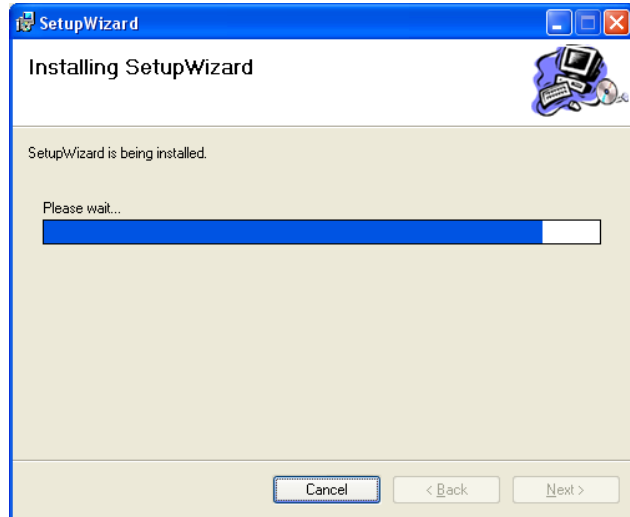 SetupWizard
Installing SetupWizard
SetupWizard is being installed.
Please wait...
Cancel
< Back
Next >